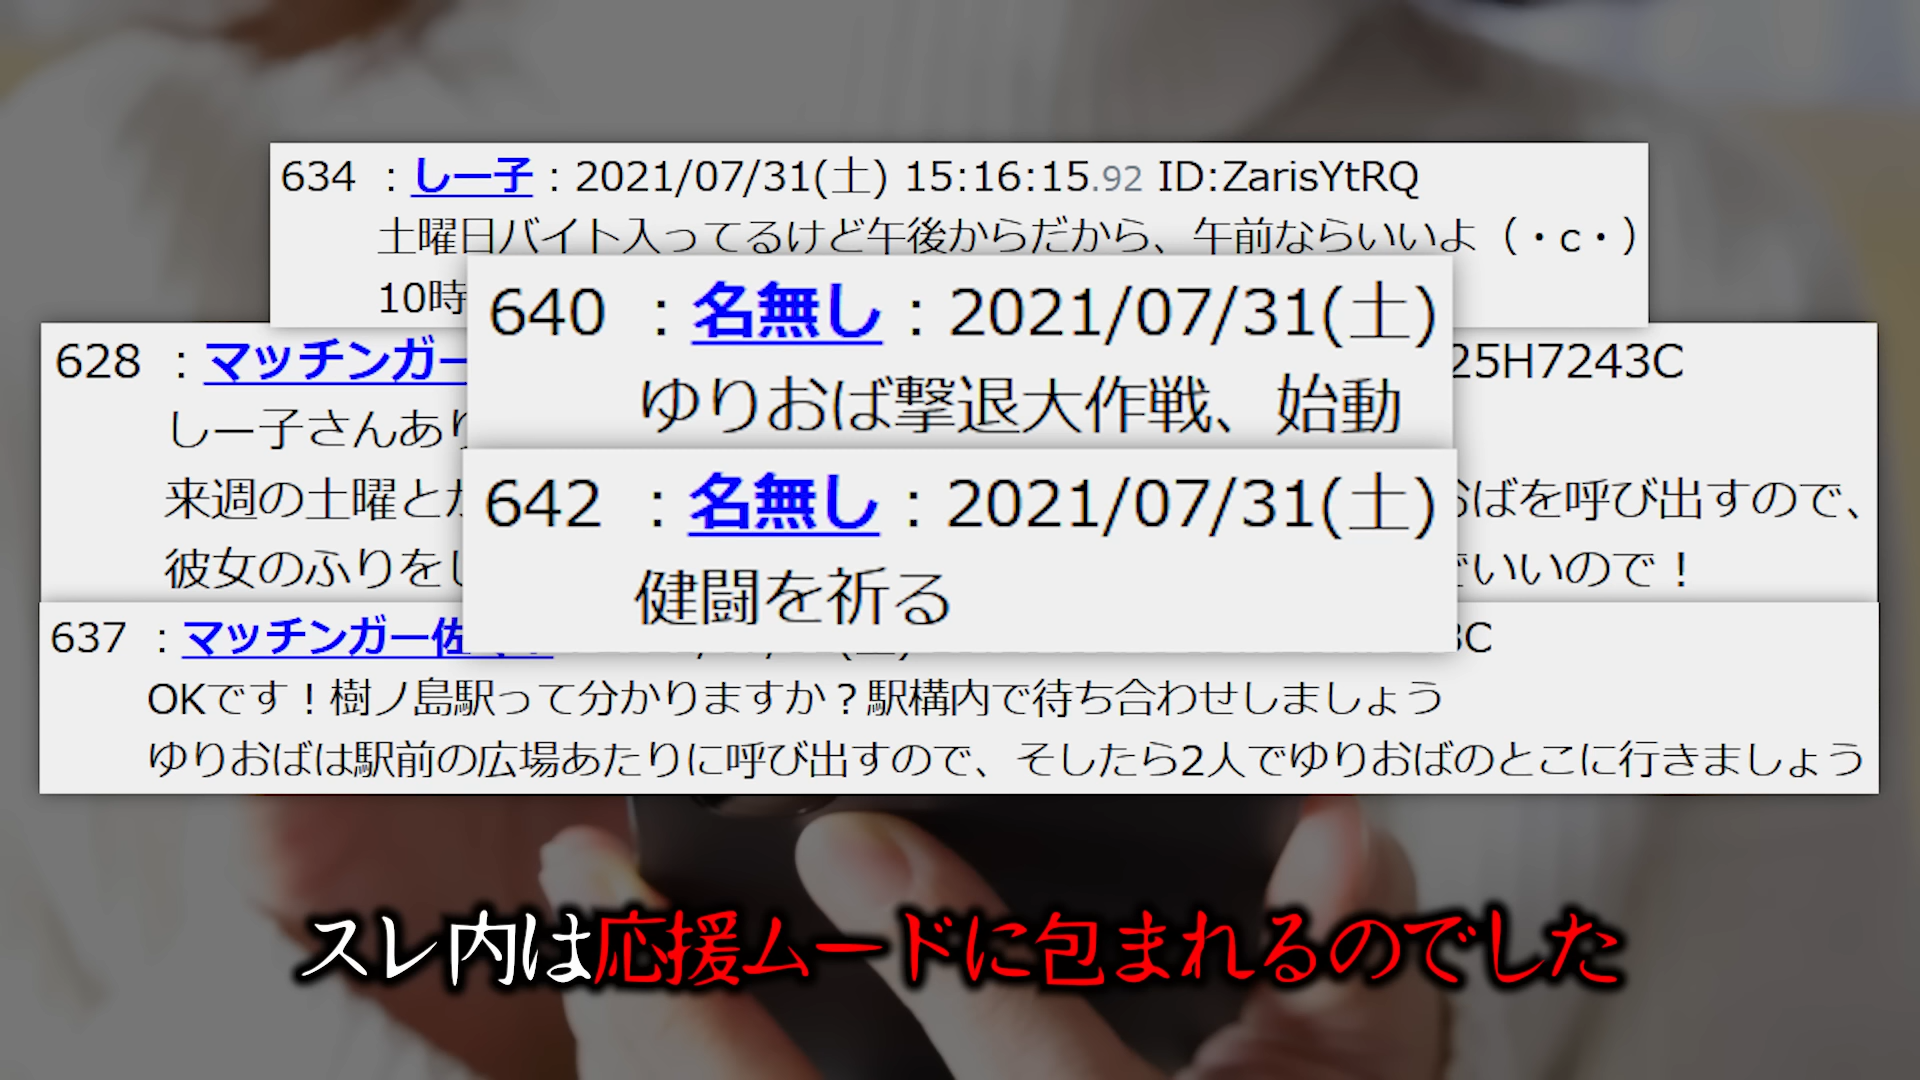 634 ：しー子：2021/07/31(土) 15:16:15.92 ID:ZarisYtRQ
土曜日バイト入ってるけど午後からだから、午前ならいいよ（・c・）
10時
640 ：名無し：2021/07/31(土)
ゆりおば撃退大作戦、始動
628 ：マッチンガー 25H7243C
しー子さんあり
来週の土曜とか おばを呼び出すので、
彼女のふりをし でいいので！
642 ：名無し：2021/07/31(土)
健闘を祈る
637 ：マッチンガー佐 3C
OKです！樹ノ島駅って分かりますか？駅構内で待ち合わせしましょう
ゆりおばは駅前の広場あたりに呼び出すので、そしたら2人でゆりおばのとこに行きましょう
スレ内は応援ムードに包まれるのでした